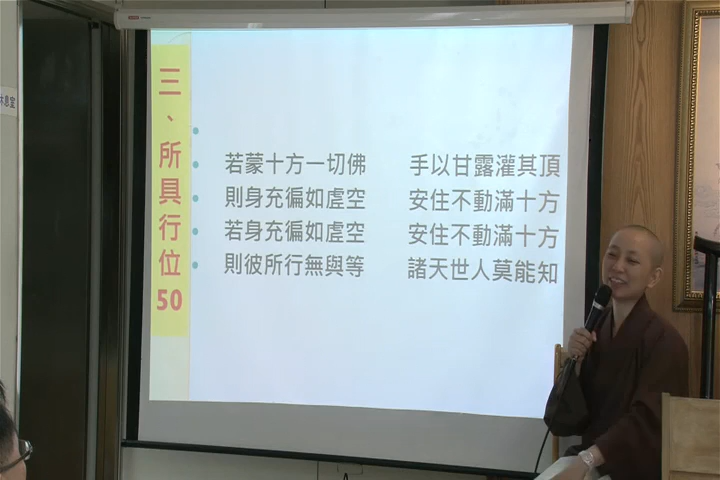 三、所具行位50
若蒙十方一切佛 手以甘露灌其頂
則身充徧如虛空 安住不動滿十方
若身充徧如虛空 安住不動滿十方
則彼所行無與等 諸天世人莫能知
休息室